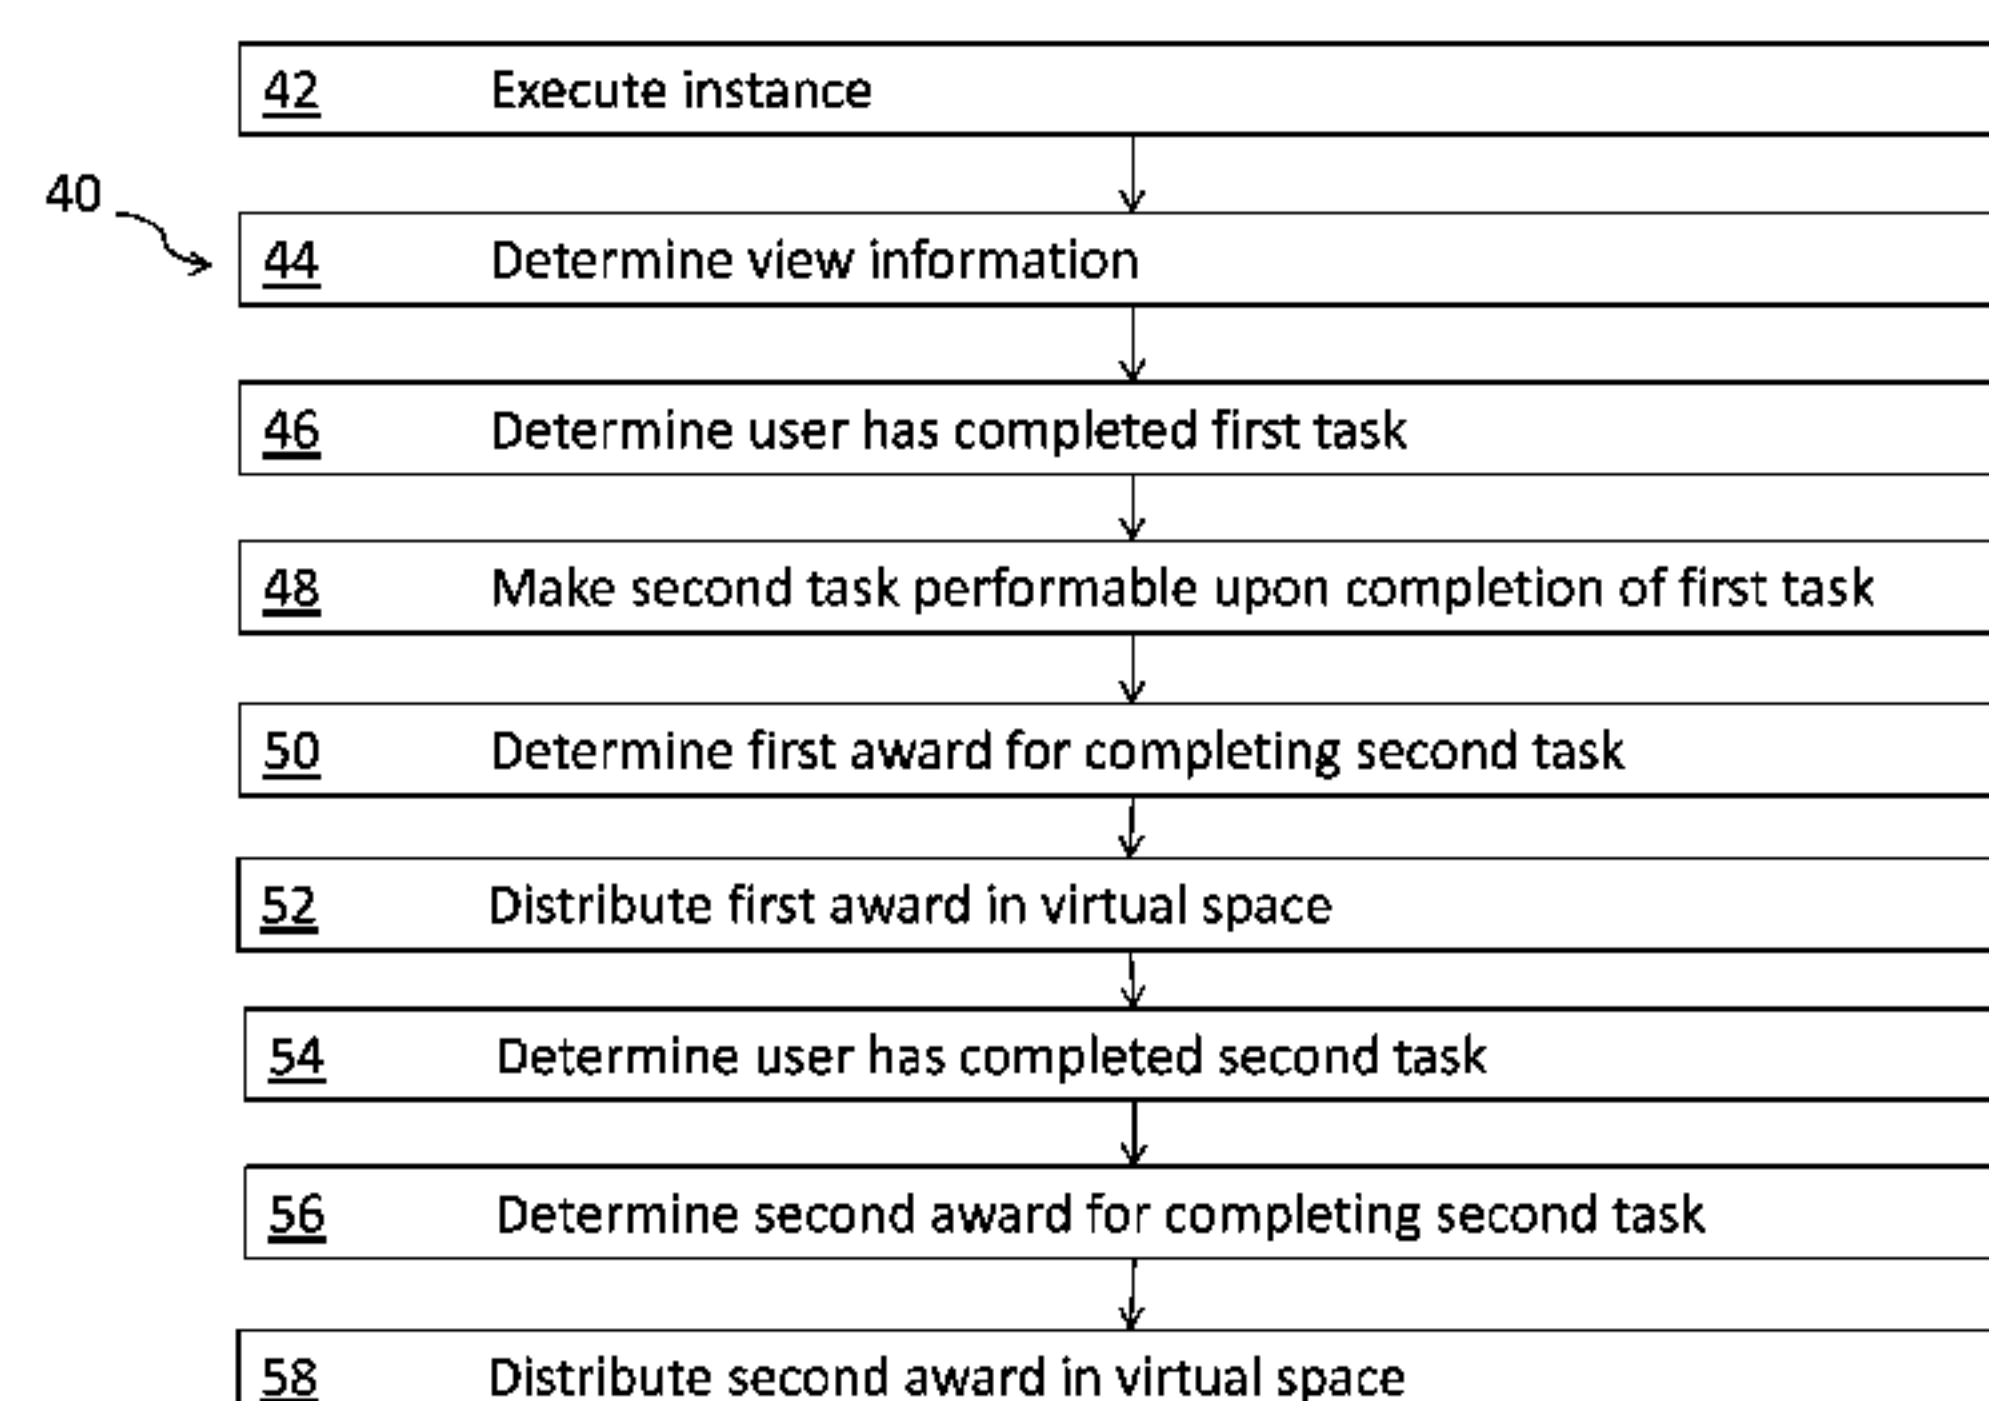 42 Execute instance
40
44 Determine view information
46 Determine user has completed first task
48 Make second task performable upon completion of first task
50 Determine first award for completing second task
52 Distribute first award in virtual space
54 Determine user has completed second task
56 Determine second award for completing second task
58 Distribute second award in virtual space